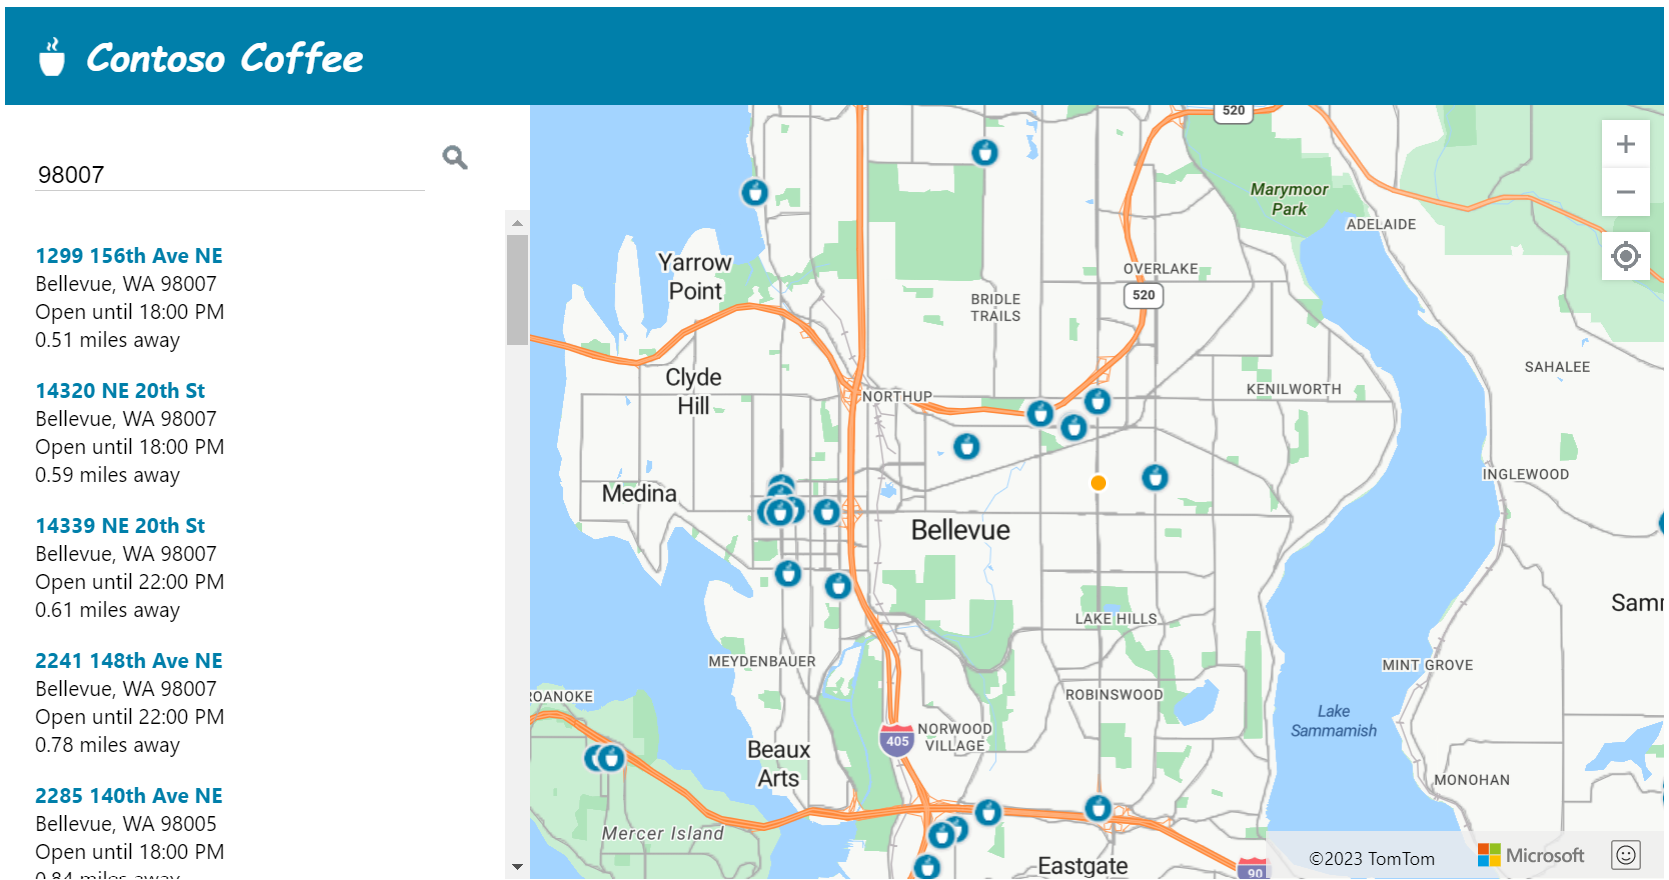 Contoso Coffee
98007
1299 156th Ave NE
Bellevue, WA 98007
Open until 18:00 PM
0.51 miles away
14320 NE 20th St
Bellevue, WA 98007
Open until 18:00 PM
0.59 miles away
14339 NE 20th St
Bellevue, WA 98007
Open until 22:00 PM
0.61 miles away
2241 148th Ave NE
Bellevue, WA 98007
Open until 22:00 PM
0.78 miles away
2285 140th Ave NE
Bellevue, WA 98005
Open until 18:00 PM
0.84 miles away
520
Marymoor
Park
ADELAIDE
Yarrow
Point
OVERLAKE
520
BRIDLE
TRAILS
SAHALEE
Clyde
Hill
KENILWORTH
NORTHUP
INGLEWOOD
Medina
Bellevue
Samm
LAKE HILLS
MEYDENBAUER
MINT GROVE
ROANOKE
ROBINSWOOD
Lake
Sammamish
405
NORWOOD
VILLAGE
Beaux
Arts
MONOHAN
Mercer Island
Eastgate
90
©2023 TomTom
Microsoft